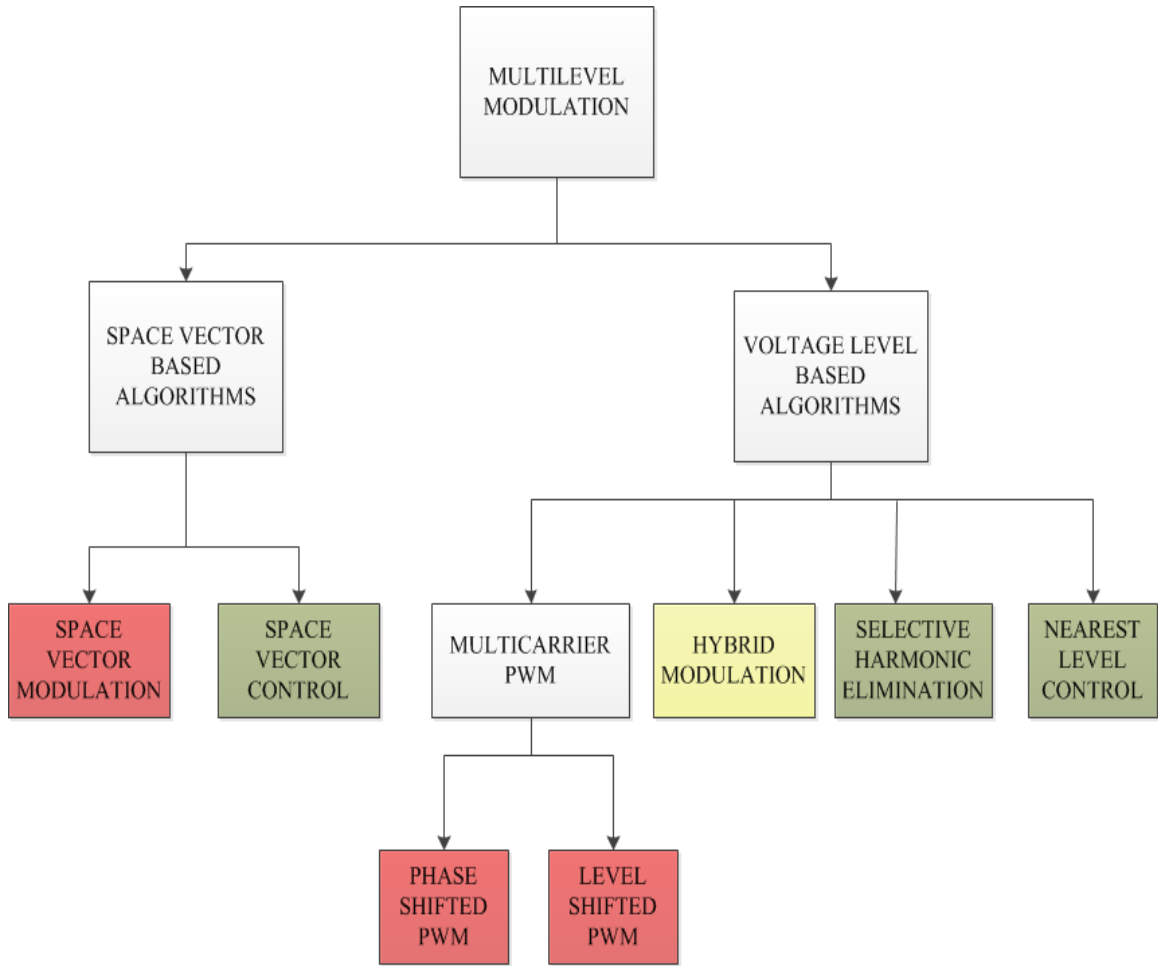 MULTILEVEL
MODULATION
SPACE VECTOR
BASED
ALGORITHMS
VOLTAGE LEVEL
BASED
ALGORITHMS
SPACE
VECTOR
MODULATION
SPACE
VECTOR
CONTROL
MULTICARRIER
PWM
HYBRID
MODULATION
SELECTIVE
HARMONIC
ELIMINATION
NEAREST
LEVEL
CONTROL
PHASE
SHIFTED
PWM
LEVEL
SHIFTED
PWM